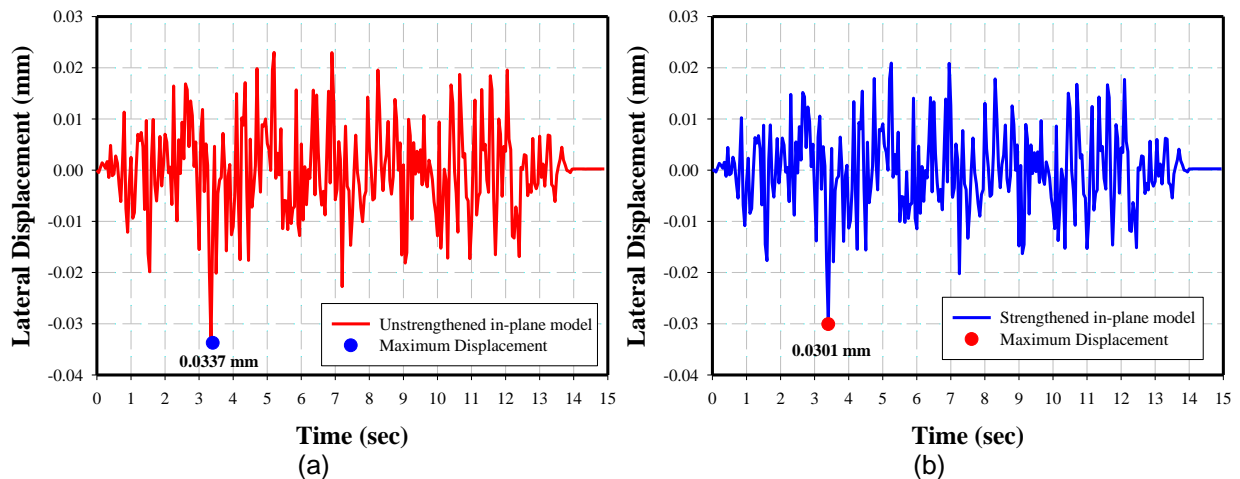 0.03
0.02
0.01
0.00
-0.01
-0.02
-0.03
-0.04
Lateral Displacement (mm)
Unstrengthened in-plane model
Maximum Displacement
0.0337 mm
0 1 2 3 4 5 6 7 8 9 10 11 12 13 14 15
Time (sec)
(a)
0.03
0.02
0.01
0.00
-0.01
-0.02
-0.03
-0.04
Lateral Displacement (mm)
Strengthened in-plane model
Maximum Displacement
0.0301 mm
0 1 2 3 4 5 6 7 8 9 10 11 12 13 14 15
Time (sec)
(b)